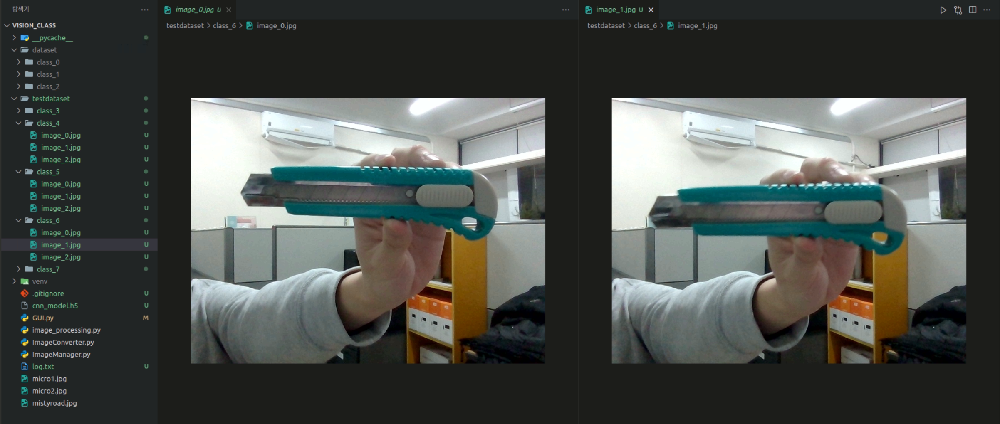 탐색기
VISION_CLASS
__pycache__
dataset
class_0
class_1
class_2
testdataset
class_3
class_4
image_0.jpg U
image_1.jpg U
image_2.jpg U
class_5
image_0.jpg U
image_1.jpg U
image_2.jpg U
class_6
image_0.jpg U
image_1.jpg U
image_2.jpg U
class_7
venv
.gitignore U
cnn_model.h5 U
GUI.py M
image_processing.py
ImageConverter.py
ImageManager.py
log.txt U
micro1.jpg
micro2.jpg
mistyroad.jpg
image_0.jpg U
testdataset > class_6 > image_0.jpg
image_1.jpg U
testdataset > class_6 > image_1.jpg